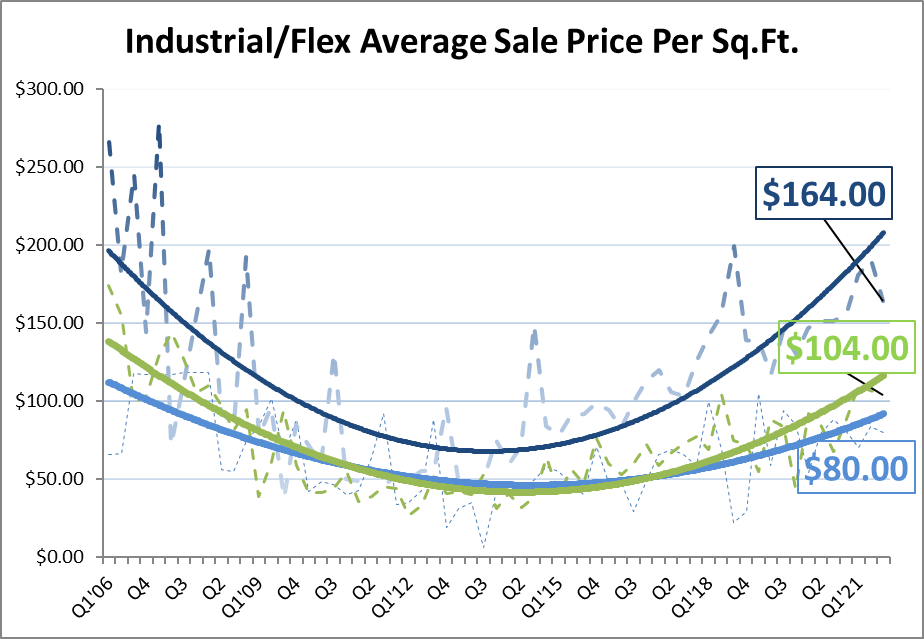 Industrial/Flex Average Sale Price Per Sq.Ft.
$300.00
$250.00
$200.00
$150.00
$100.00
$50.00
$0.00
$164.00
$104.00
$80.00
Q1'06
Q4
Q3
Q2
Q1'09
Q4
Q3
Q2
Q1'12
Q4
Q3
Q2
Q1'15
Q4
Q3
Q2
Q1'18
Q4
Q3
Q2
Q1'21